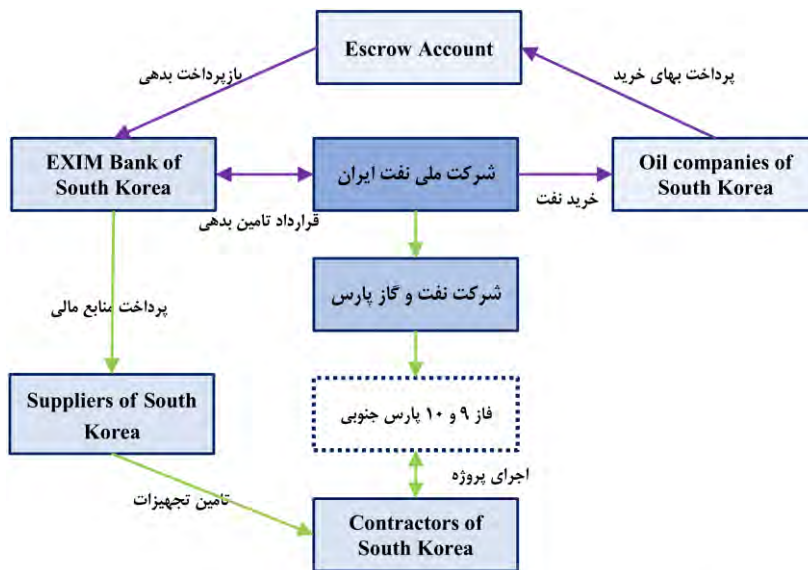 Escrow Account
پرداخت بهای خرید
بازپرداخت بدهی
EXIM Bank of
South Korea
شرکت ملی نفت ایران
Oil companies of
South Korea
خرید نفت
قرارداد تامین بدهی
شرکت نفت و گاز پارس
پرداخت منابع مالی
Suppliers of South
Korea
فاز ۹ و ۱۰ پارس جنوبی
اجرای پروژه
تامین تجهیزات
Contractors of
South Korea